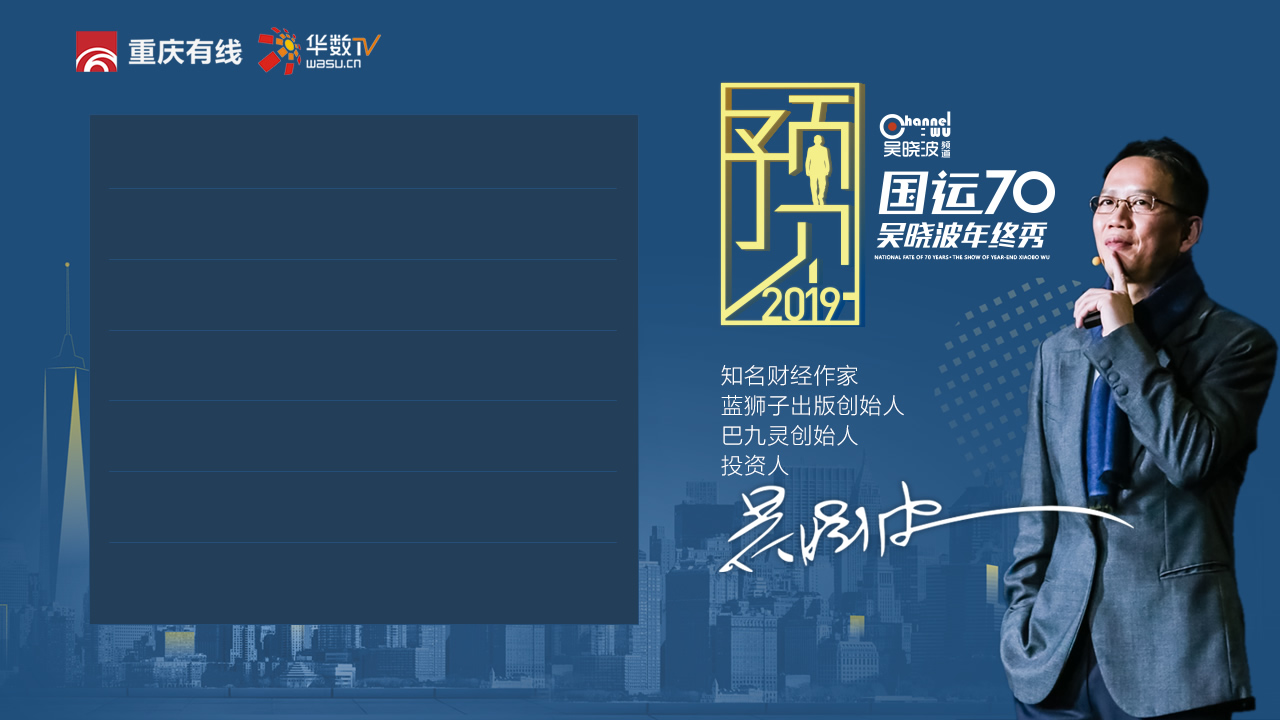 重庆有线
华数TV
wasu.cn
预见
2019
Channel
:WU
吴晓波频道
国运70
吴晓波年终秀
NATIONAL FATE OF 70 YEARS•THE SHOW OF YEAR-END XIAOBO WU
知名财经作家
蓝狮子出版创始人
巴九灵创始人
投资人
吴晓波